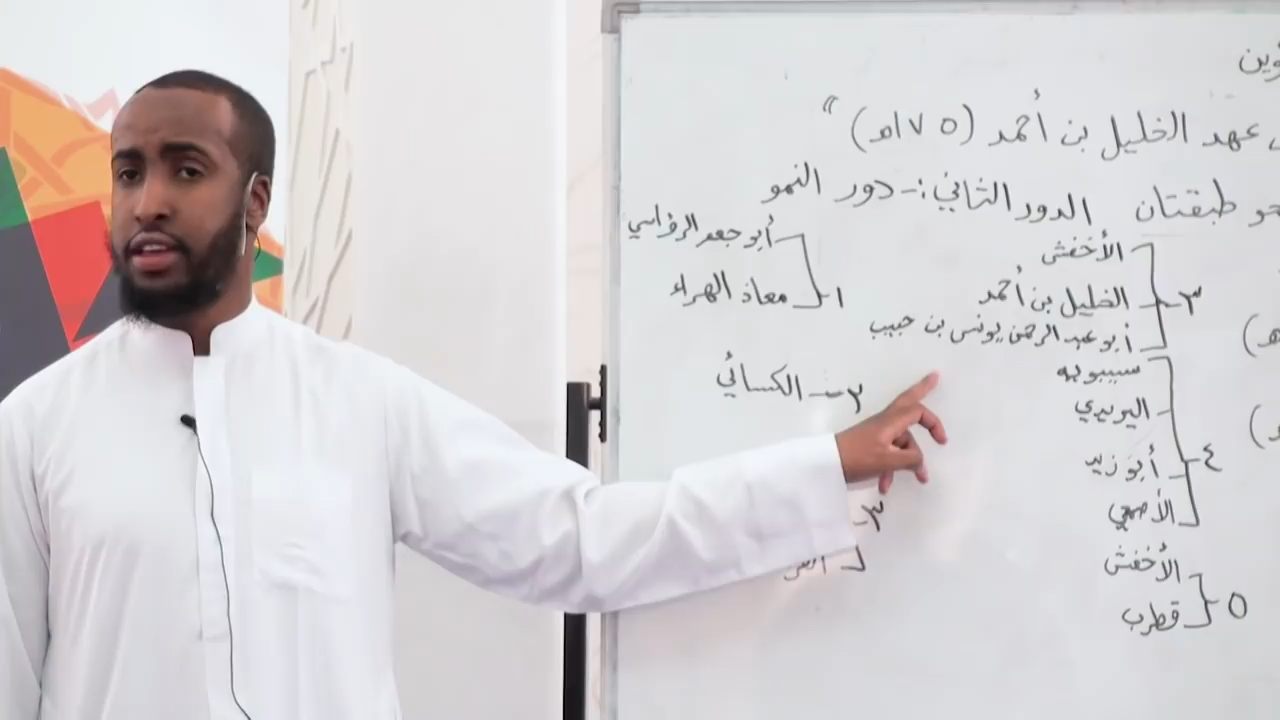 عهد الخليل بن أحمد (١٧٥هـ) "
طبقتان الدور الثاني :- دور النمو
٣- الأخفش
الخليل بن أحمد
أبو عبد الرحمن يونس بن حبيب
٤- سيبويه
اليزيدي
أبو زيد
الأصمعي
٥- الأخفش
قطرب
١- أبو جعفر الرؤاسي
معاذ الهراء
٢- الكسائي
٣-